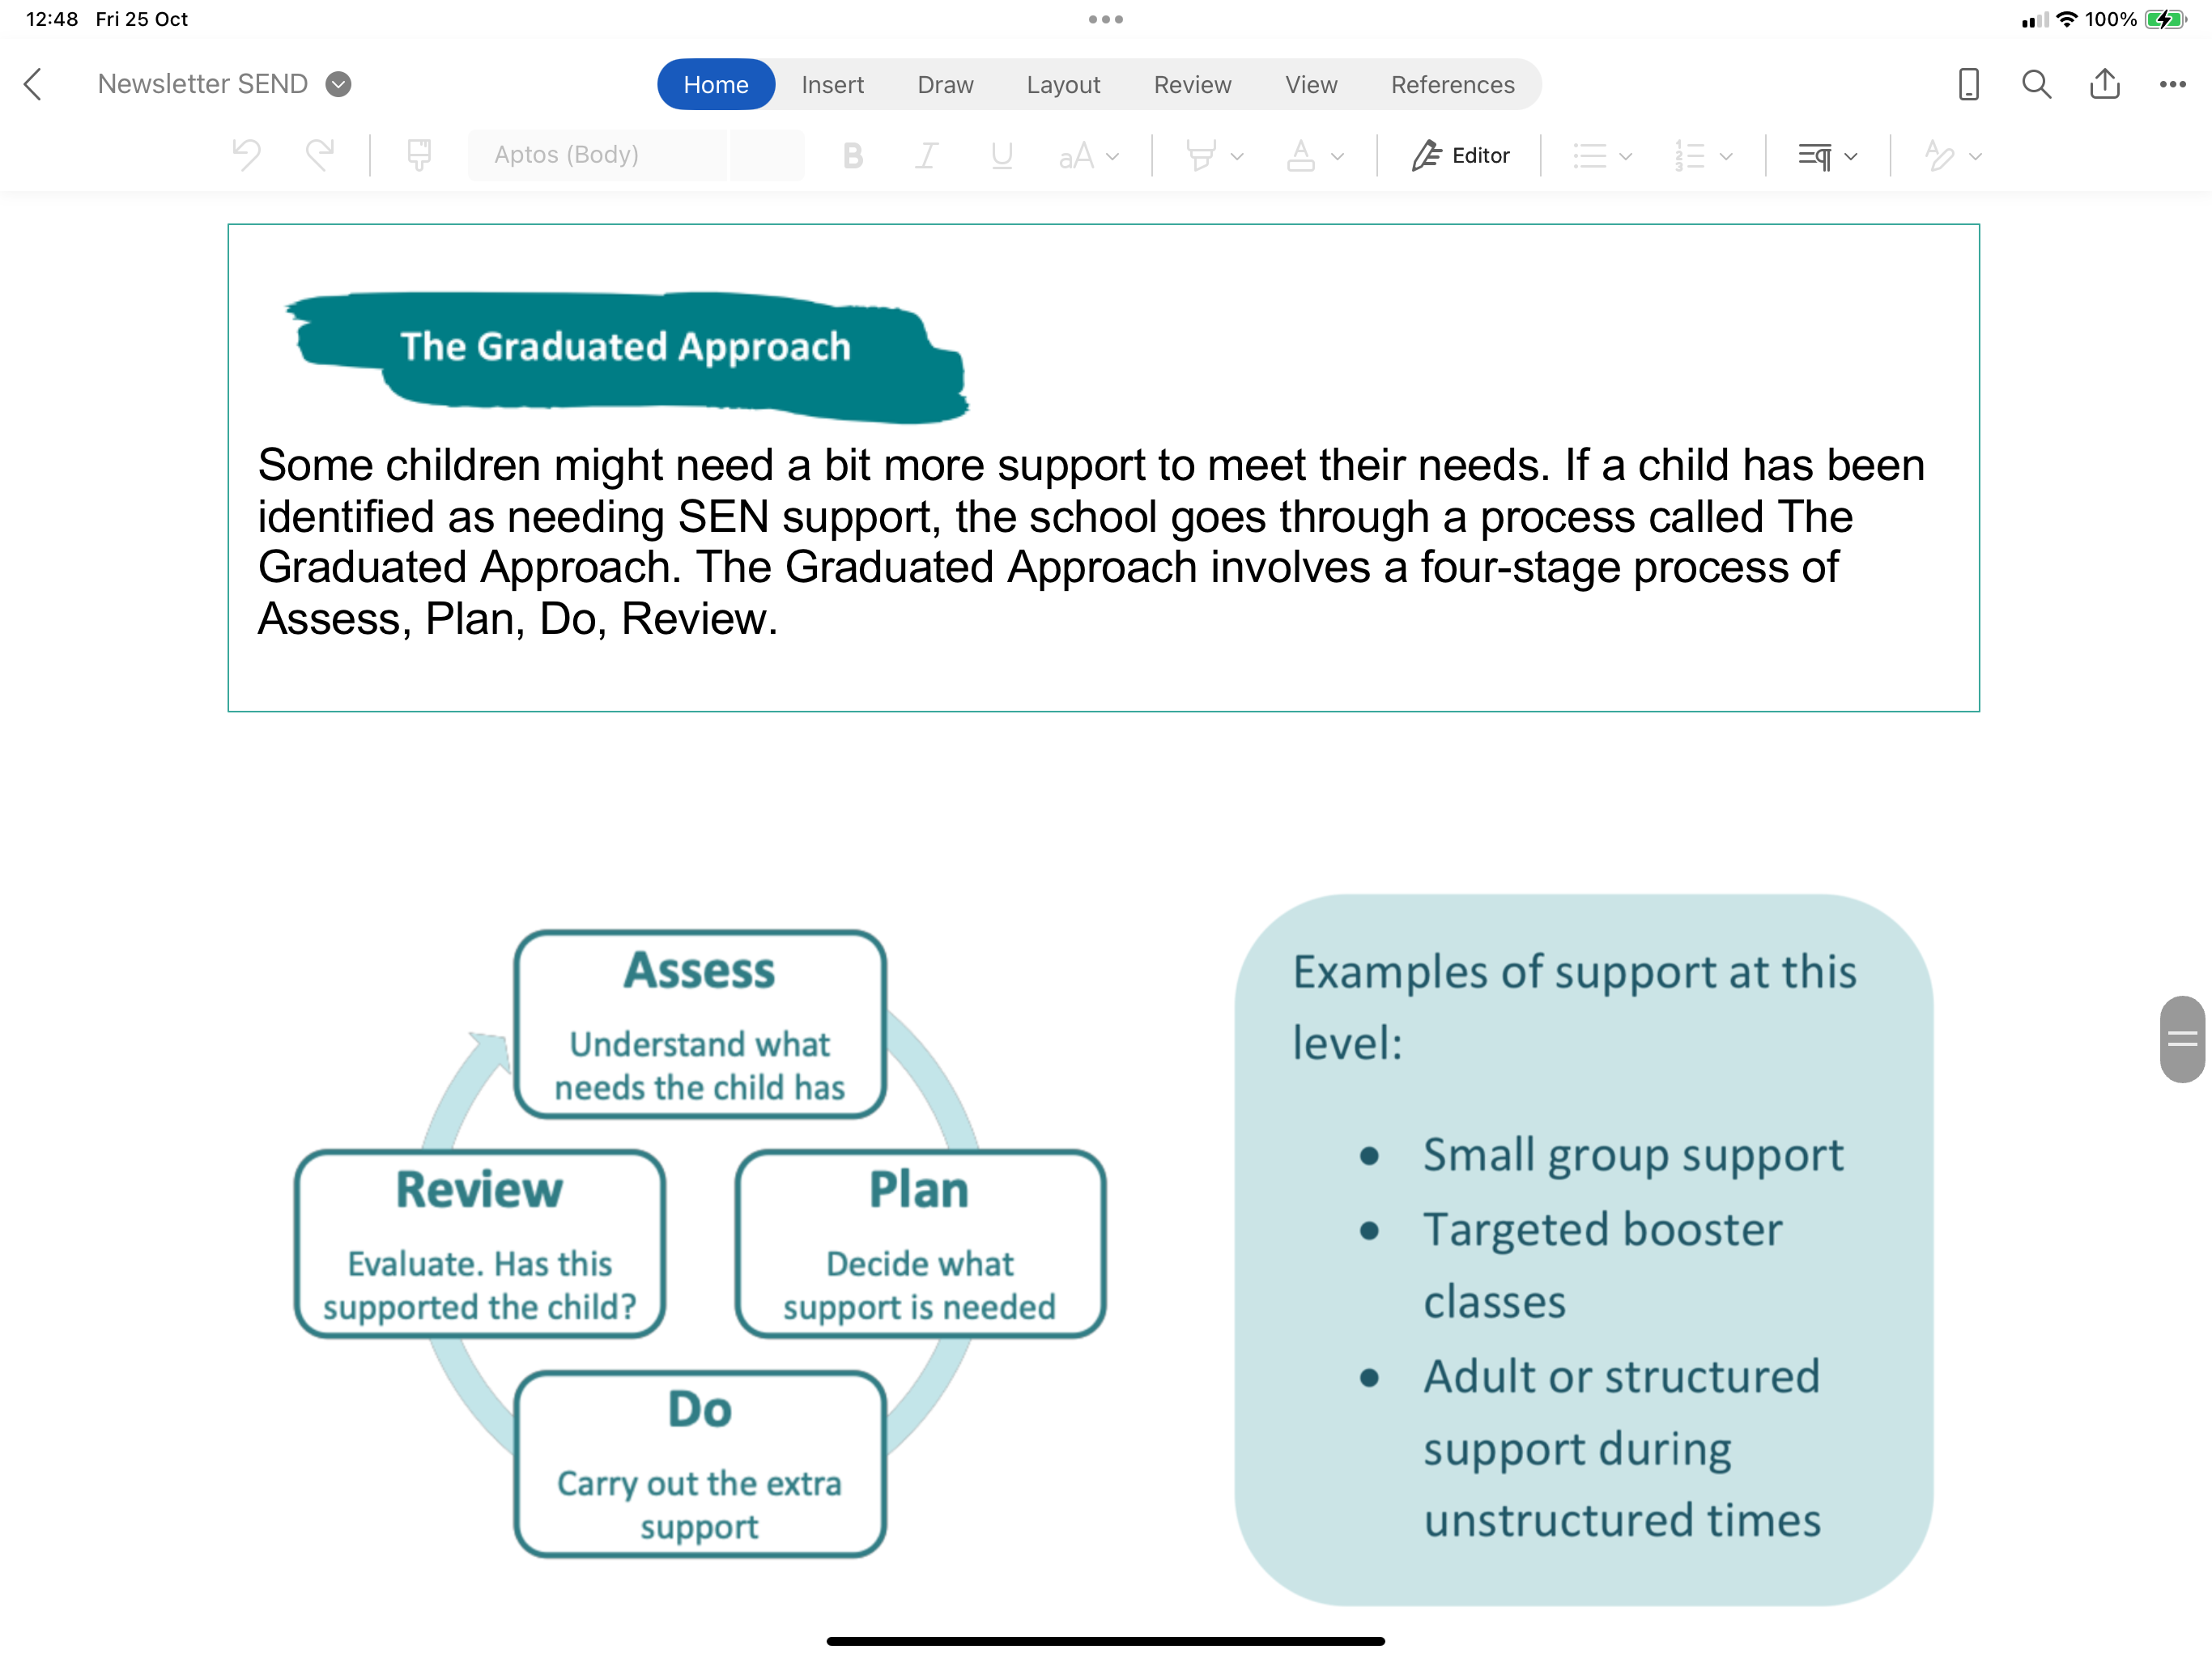 12:48 Fri 25 Oct
100%
Newsletter SEND
Home Insert Draw Layout Review View References
Aptos (Body)
B I U aA A Editor 1 2 3 A
The Graduated Approach
Some children might need a bit more support to meet their needs. If a child has been
identified as needing SEN support, the school goes through a process called The
Graduated Approach. The Graduated Approach involves a four-stage process of
Assess, Plan, Do, Review.
Assess
Understand what
needs the child has
Review
Evaluate. Has this
supported the child?
Plan
Decide what
support is needed
Do
Carry out the extra
support
Examples of support at this
level:
• Small group support
• Targeted booster
classes
• Adult or structured
support during
unstructured times